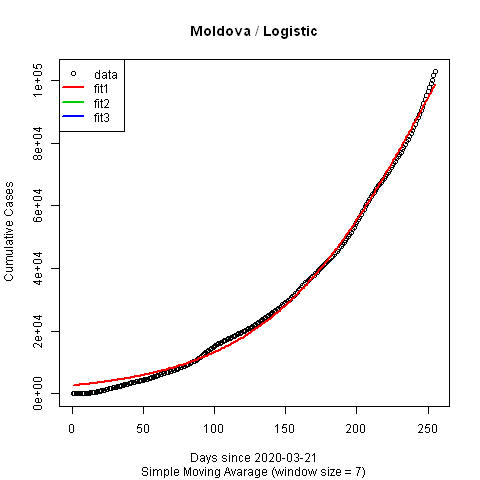 Moldova / Logistic
data
fit1
fit2
fit3
Cumulative Cases
1e+05
8e+04
6e+04
4e+04
2e+04
0e+00
0 50 100 150 200 250
Days since 2020-03-21
Simple Moving Avarage (window size = 7)